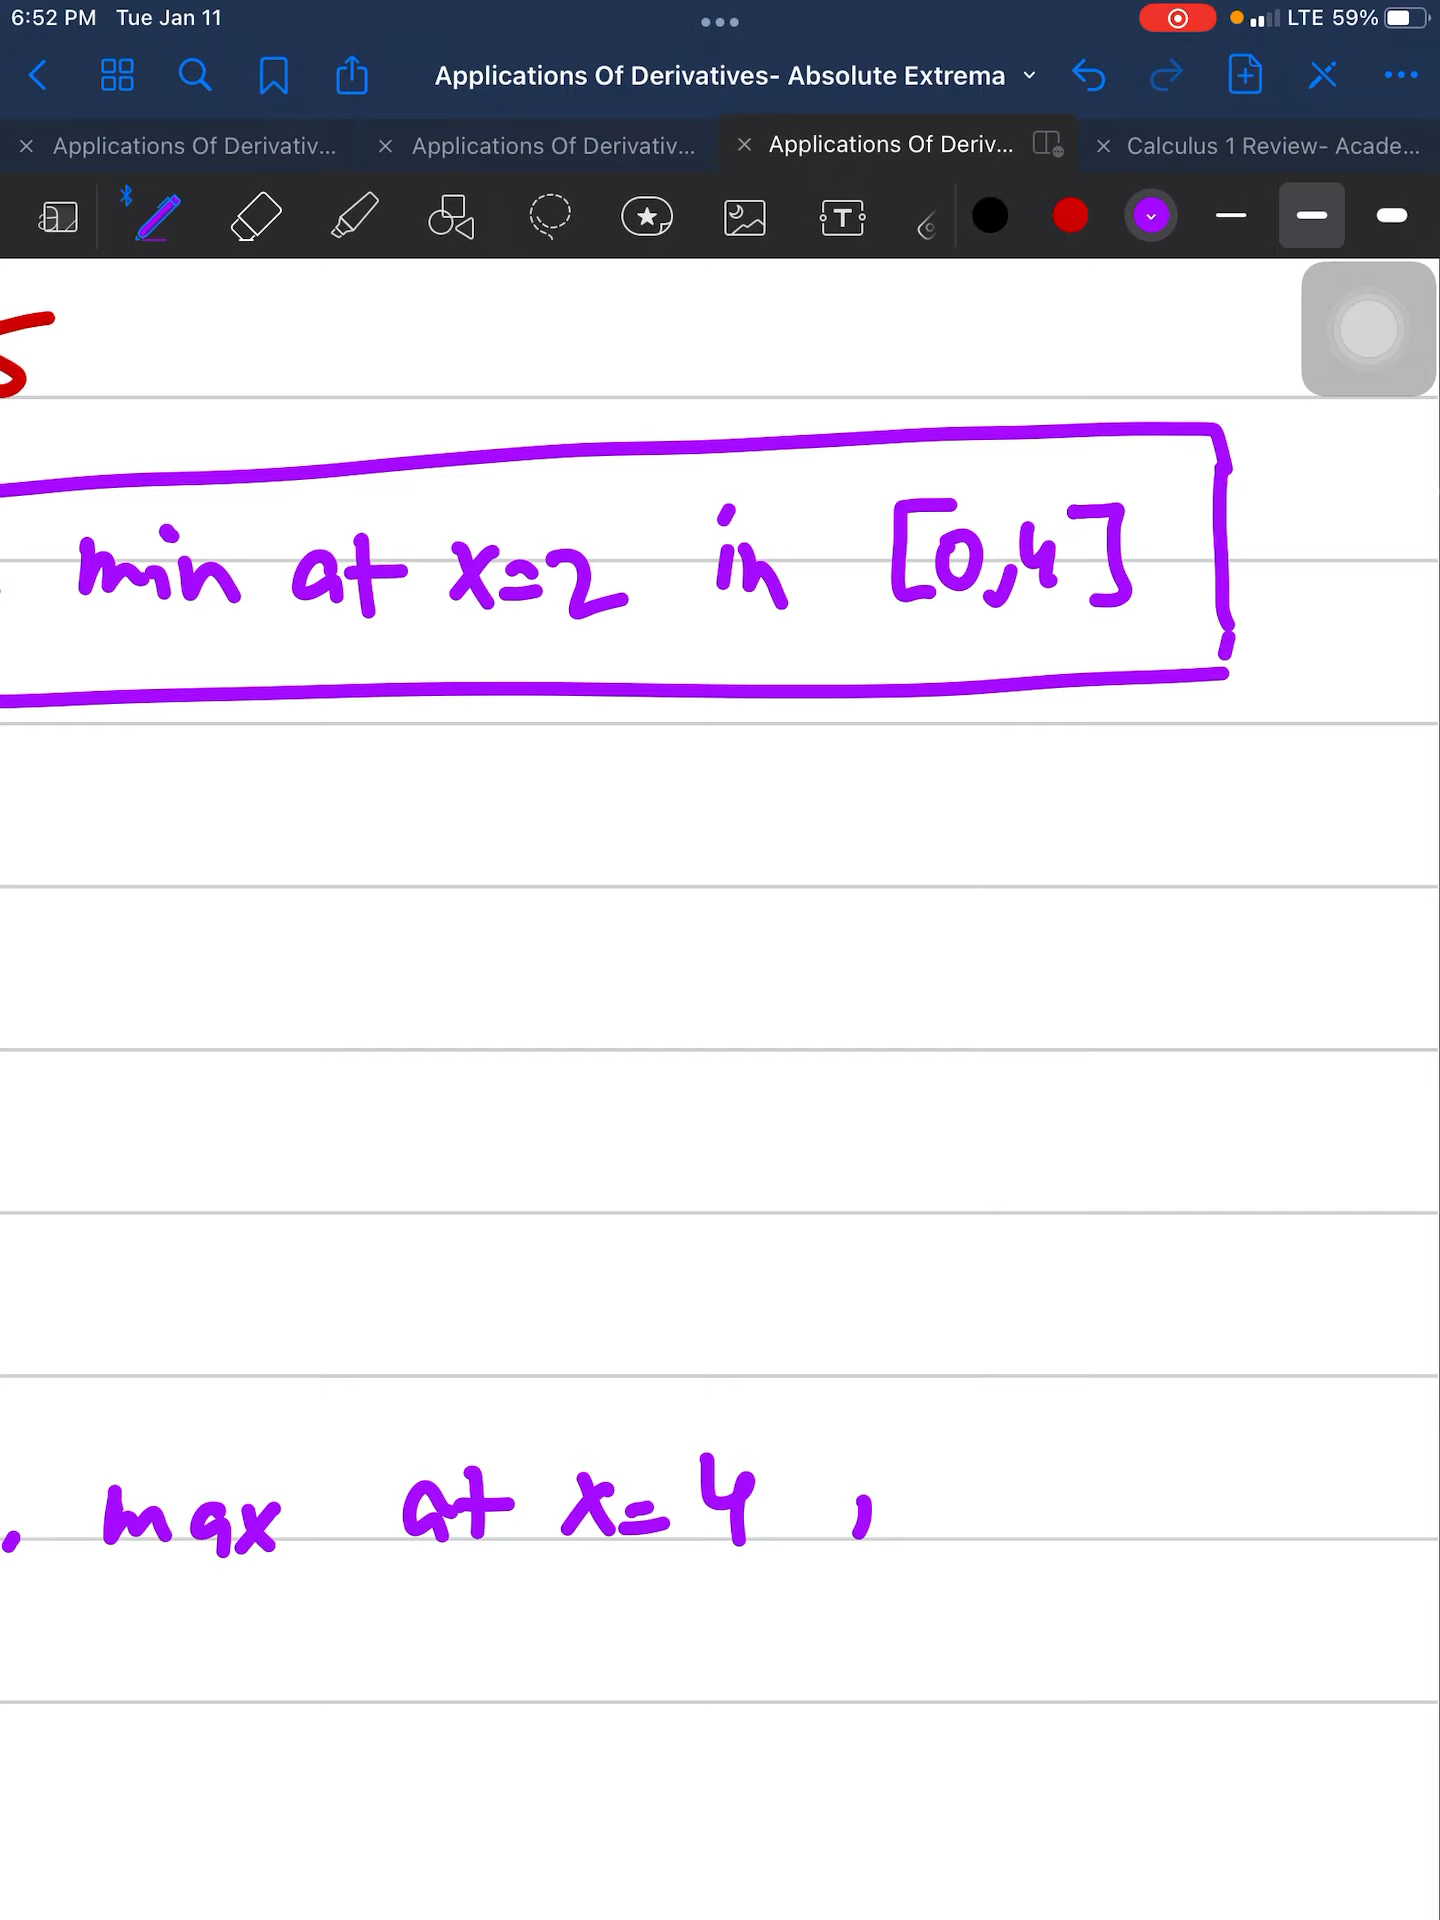 6:52 PM Tue Jan 11
LTE 59%
Applications Of Derivatives- Absolute Extrema
Applications Of Derivativ...
Applications Of Derivativ...
Applications Of Deriv...
Calculus 1 Review- Acade...
T
5
min at x=2 in [0,4]
. max at x=4 ,